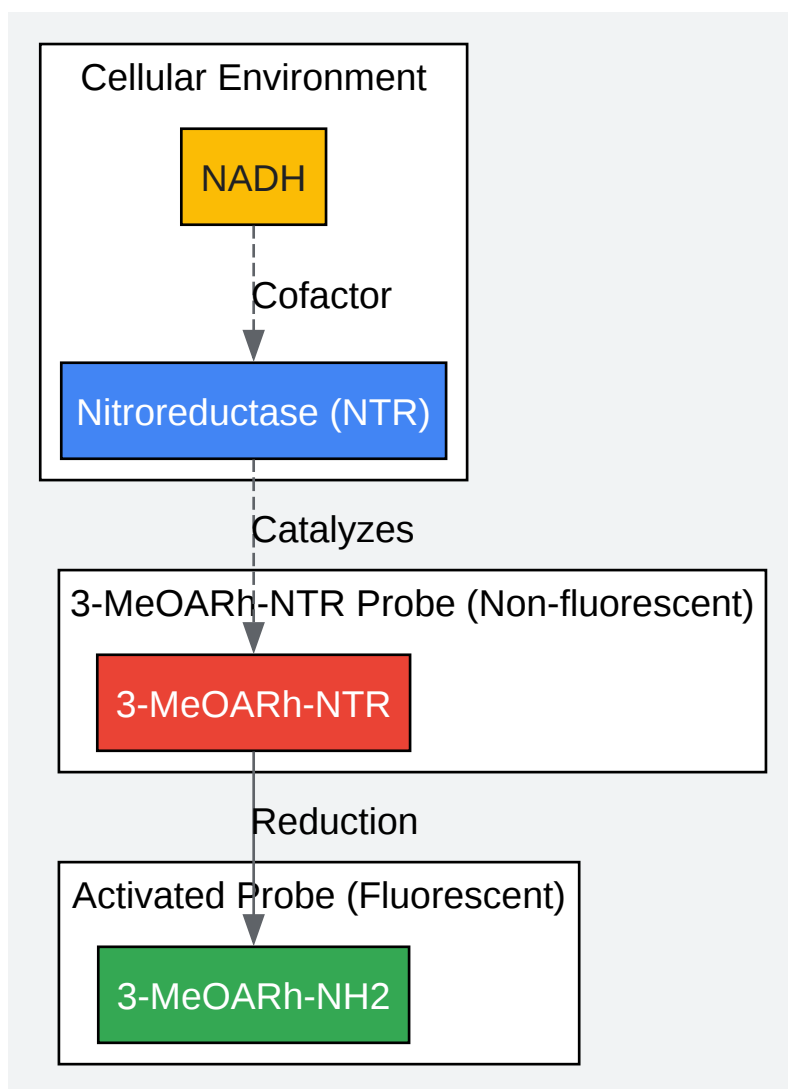 Cellular Environment
NADH
Cofactor
Nitroreductase (NTR)
Catalyzes
3-MeOARh-NTR Probe (Non-fluorescent)
3-MeOARh-NTR
Reduction
Activated Probe (Fluorescent)
3-MeOARh-NH2